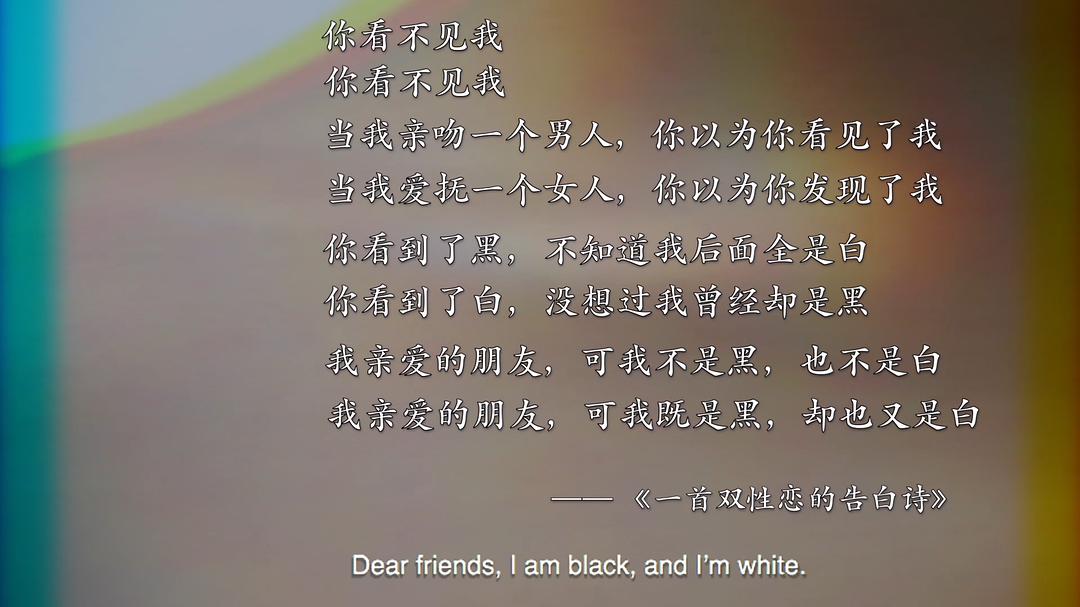 你看不见我
你看不见我
当我亲吻一个男人，你以为你看见了我
当我爱抚一个女人，你以为你发现了我
你看到了黑，不知道我后面全是白
你看到了白，没想过我曾经却是黑
我亲爱的朋友，可我不是黑，也不是白
我亲爱的朋友，可我既是黑，却也又是白
——《一首双性恋的告白诗》
Dear friends, I am black, and I'm white.